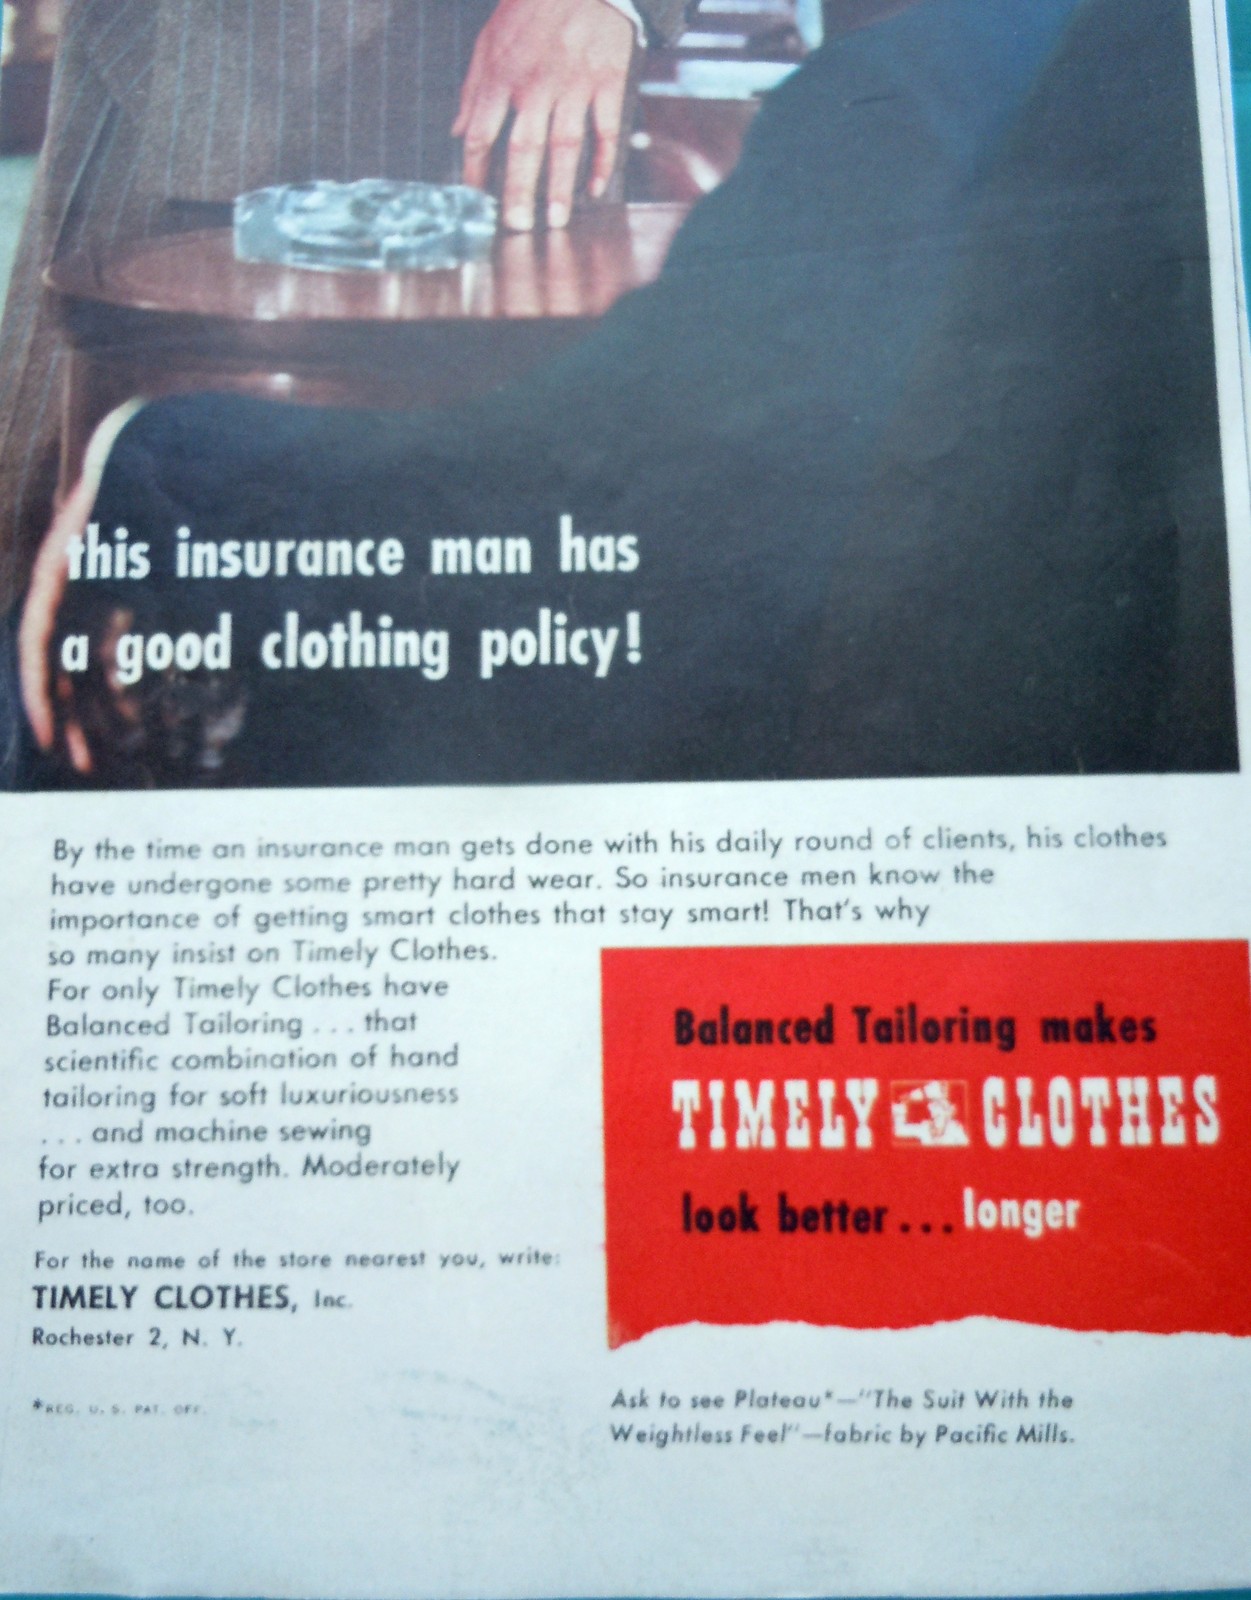 this insurance man has
a good clothing policy!
By the time an insurance man gets done with his daily round of clients, his clothes
have undergone some pretty hard wear. So insurance men know the
importance of getting smart clothes that stay smart! That's why
so many insist on Timely Clothes.
For only Timely Clothes have
Balanced Tailoring . . . that
scientific combination of hand
tailoring for soft luxuriousness
. . . and machine sewing
for extra strength. Moderately
priced, too.
For the name of the store nearest you, write:
TIMELY CLOTHES, Inc.
Rochester 2, N. Y.
*REG. U. S. PAT. OFF.
Balanced Tailoring makes
TIMELY CLOTHES
look better . . . longer
Ask to see Plateau*—"The Suit With the
Weightless Feel"—fabric by Pacific Mills.